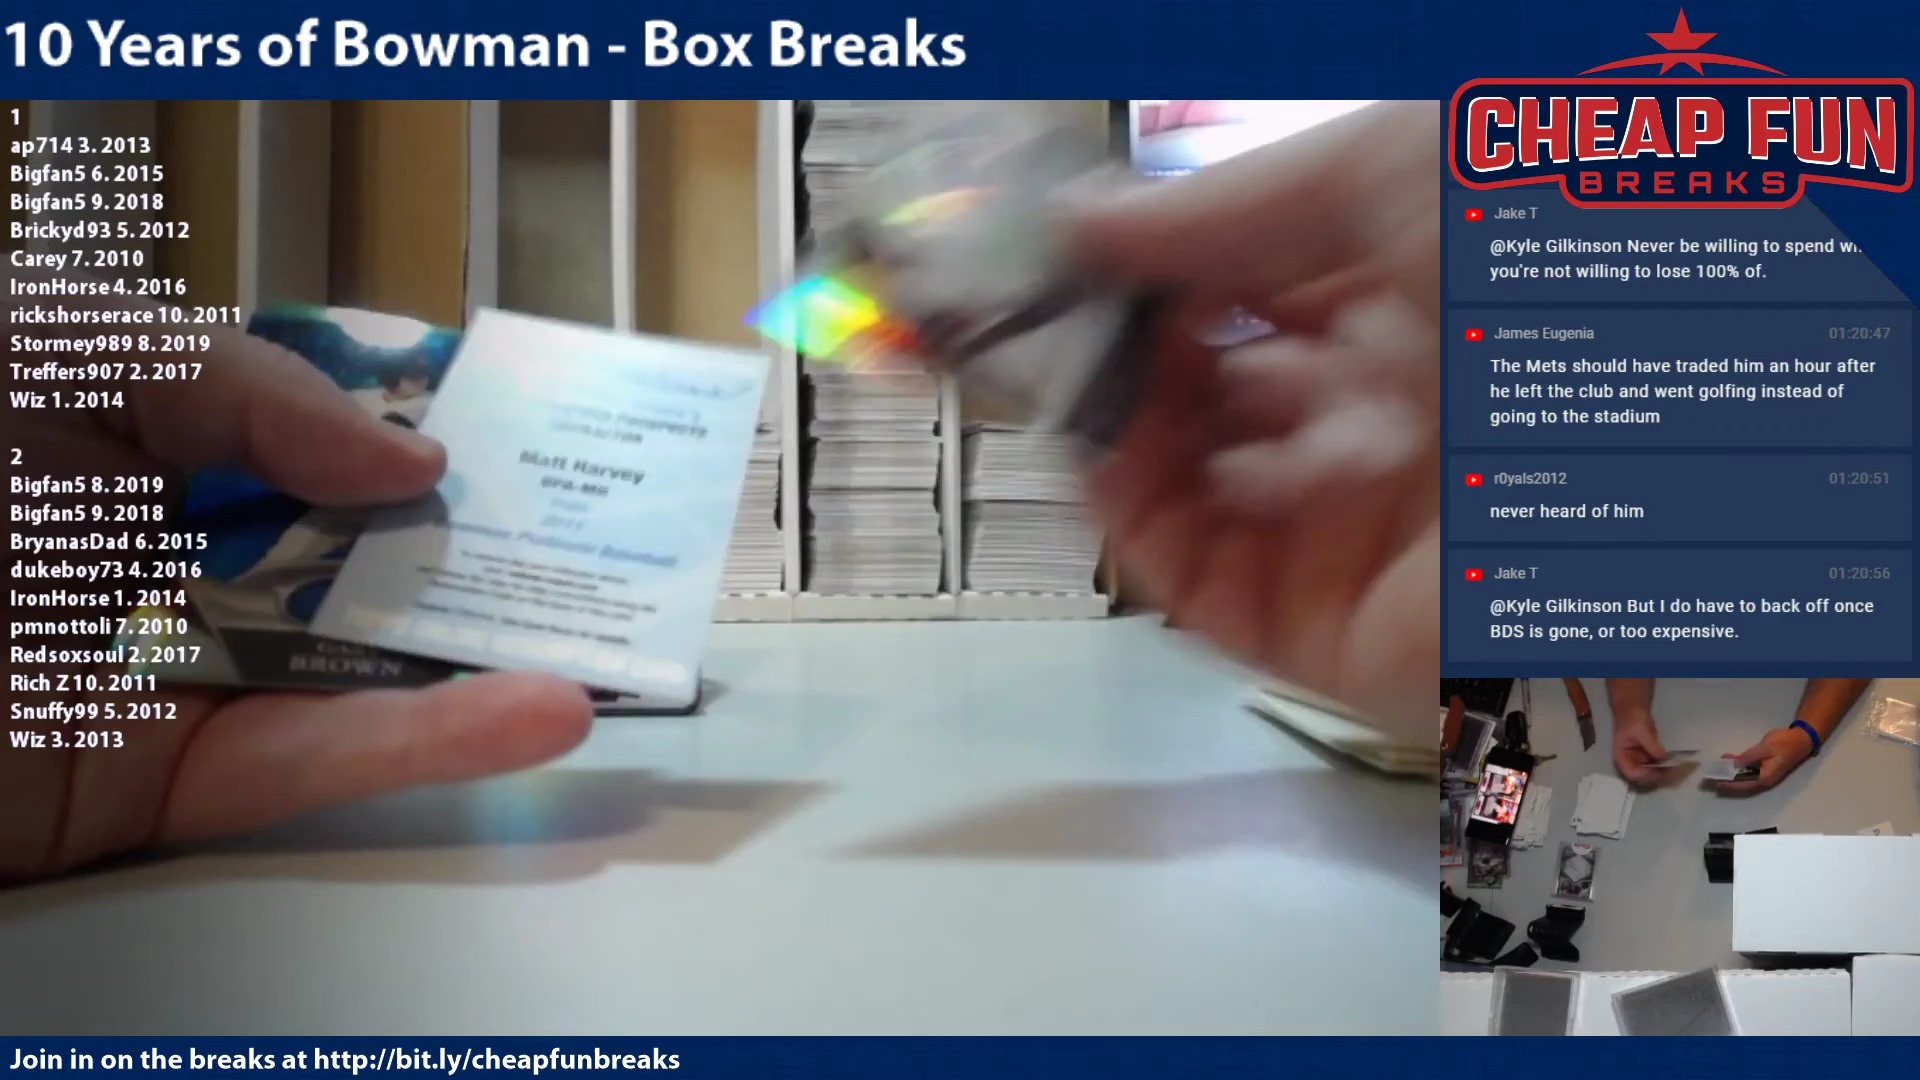 10 Years of Bowman - Box Breaks
CHEAP FUN
BREAKS
1
ap714 3. 2013
Bigfan5 6. 2015
Bigfan5 9. 2018
Brickyd93 5. 2012
Carey 7. 2010
IronHorse 4. 2016
rickshorserace 10. 2011
Stormey989 8. 2019
Treffers907 2. 2017
Wiz 1. 2014
2
Bigfan5 8. 2019
Bigfan5 9. 2018
BryanasDad 6. 2015
dukeboy73 4. 2016
IronHorse 1. 2014
pmnottoli 7. 2010
Redsoxsoul 2. 2017
Rich Z 10. 2011
Snuffy99 5. 2012
Wiz 3. 2013
Matt Harvey
BPA-MH
2011
Bowman Platinum Baseball
BROWN
Jake T
@Kyle Gilkinson Never be willing to spend
you're not willing to lose 100% of.
James Eugenia 01:20:47
The Mets should have traded him an hour after
he left the club and went golfing instead of
going to the stadium
r0yals2012 01:20:51
never heard of him
Jake T 01:20:56
@Kyle Gilkinson But I do have to back off once
BDS is gone, or too expensive.
Join in on the breaks at http://bit.ly/cheapfunbreaks